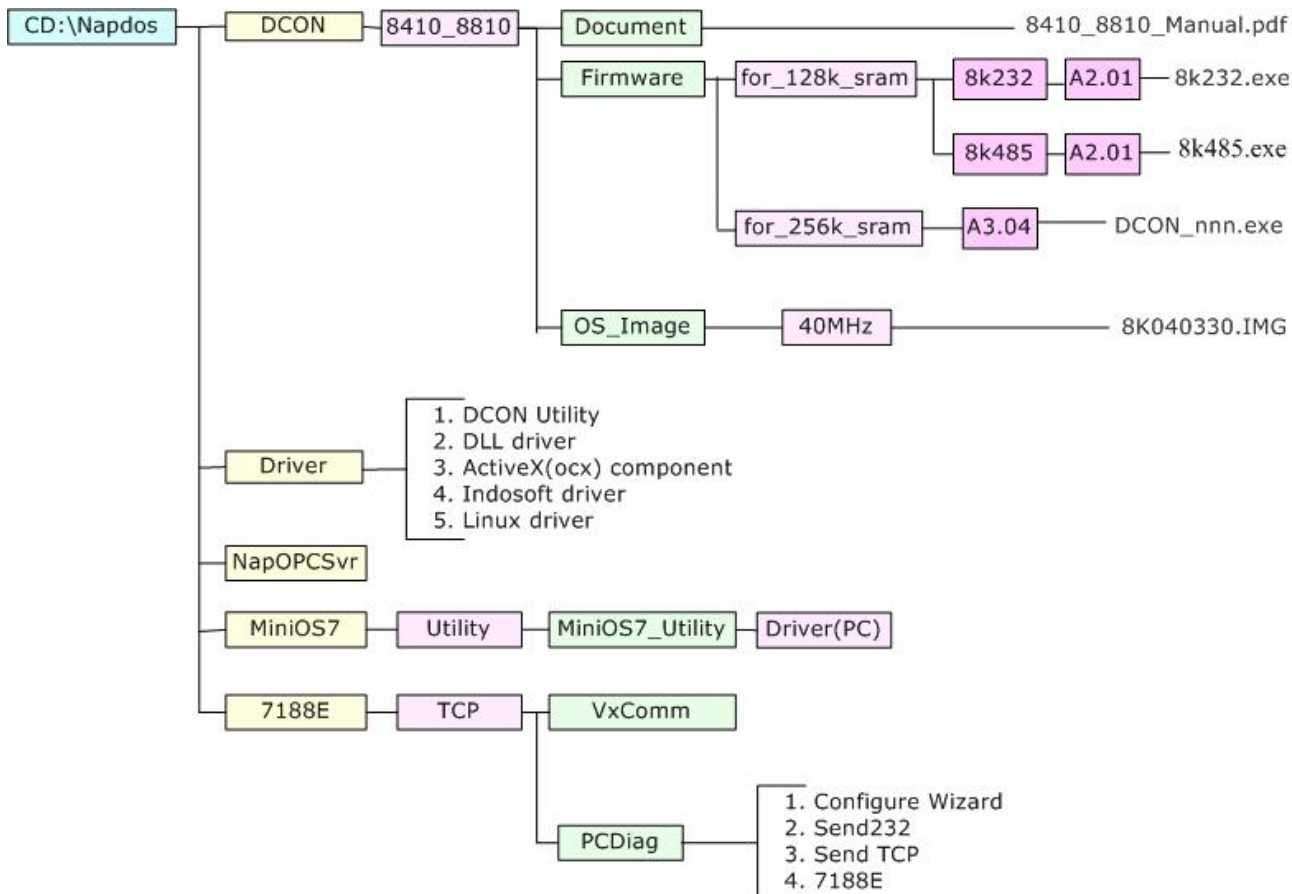 CD:\Napdos DCON 8410_8810 Document 8410_8810_Manual.pdf
Firmware for_128k_sram 8k232 A2.01 8k232.exe
8k485 A2.01 8k485.exe
for_256k_sram A3.04 DCON_nnn.exe
OS_Image 40MHz 8K040330.IMG
Driver
1. DCON Utility
2. DLL driver
3. ActiveX(ocx) component
4. Indosoft driver
5. Linux driver
NapOPCSvr
MiniOS7 Utility MiniOS7_Utility Driver(PC)
7188E TCP VxComm
PCDiag
1. Configure Wizard
2. Send232
3. Send TCP
4. 7188E